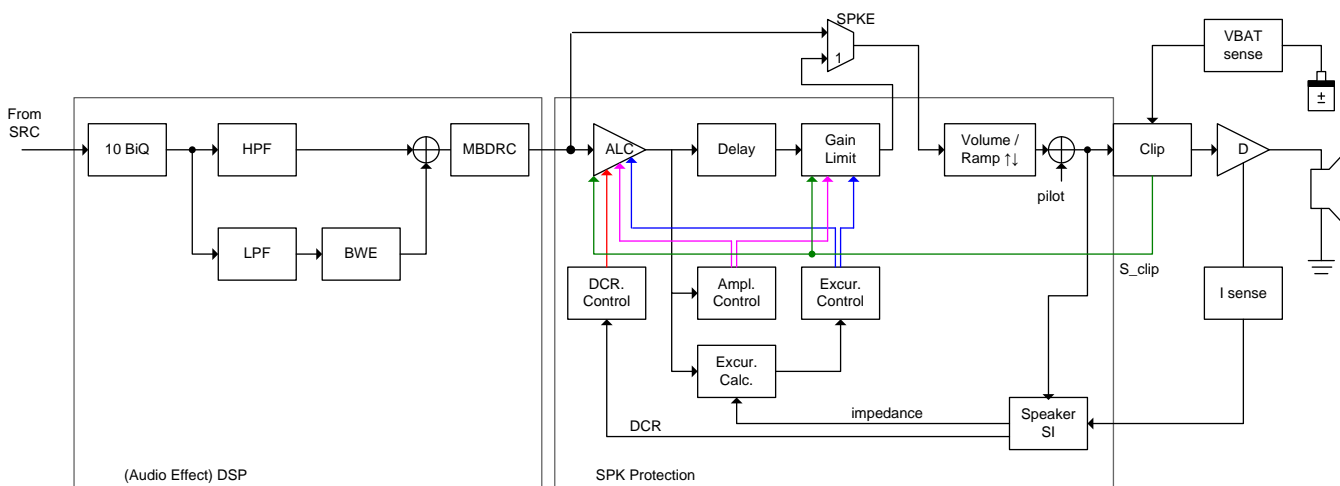 SPKE
VBAT
sense
1
±
From
SRC
10 BiQ
HPF
MBDRC
ALC
Delay
Gain
Limit
Volume /
Ramp ↑↓
Clip
D
pilot
LPF
BWE
S_clip
DCR.
Control
Ampl.
Control
Excur.
Control
I sense
Excur.
Calc.
impedance
DCR
Speaker
SI
(Audio Effect) DSP
SPK Protection